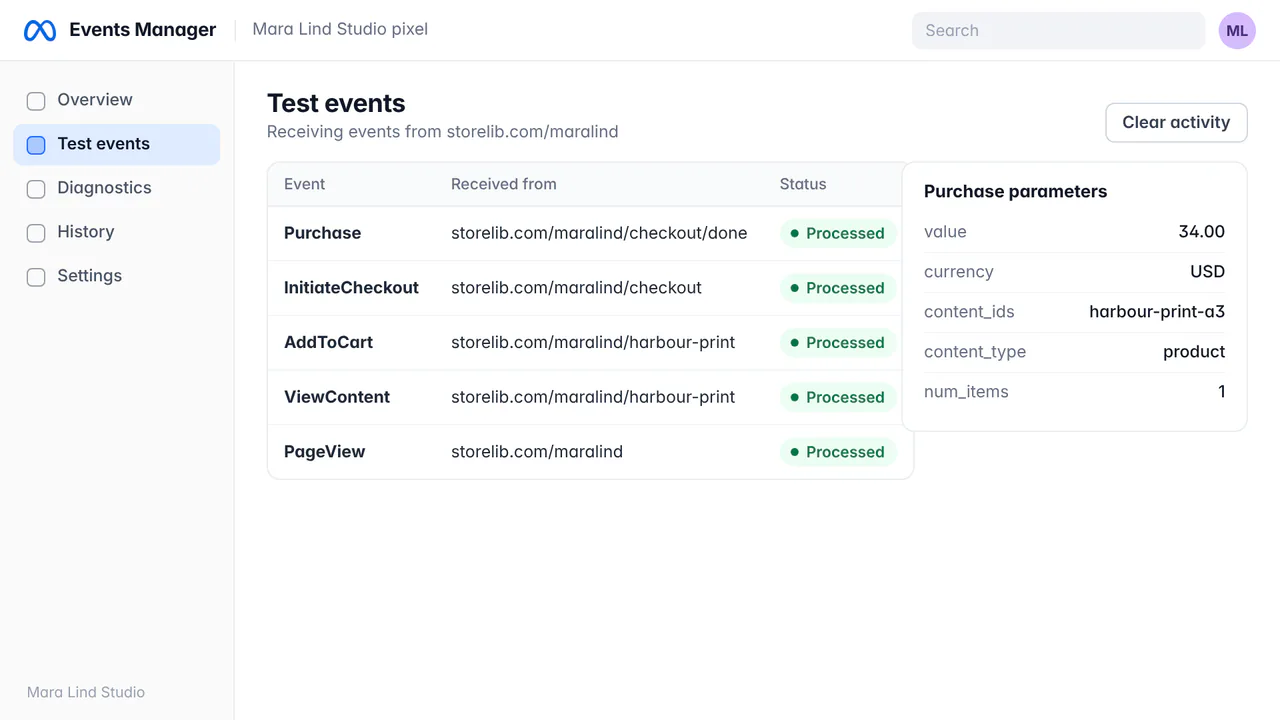 Events Manager
Mara Lind Studio pixel
Search
ML
Overview
Test events
Diagnostics
History
Settings
Mara Lind Studio
Test events
Receiving events from storelib.com/maralind
Clear activity
Event Received from Status
Purchase storelib.com/maralind/checkout/done Processed
InitiateCheckout storelib.com/maralind/checkout Processed
AddToCart storelib.com/maralind/harbour-print Processed
ViewContent storelib.com/maralind/harbour-print Processed
PageView storelib.com/maralind Processed
Purchase parameters
value 34.00
currency USD
content_ids harbour-print-a3
content_type product
num_items 1